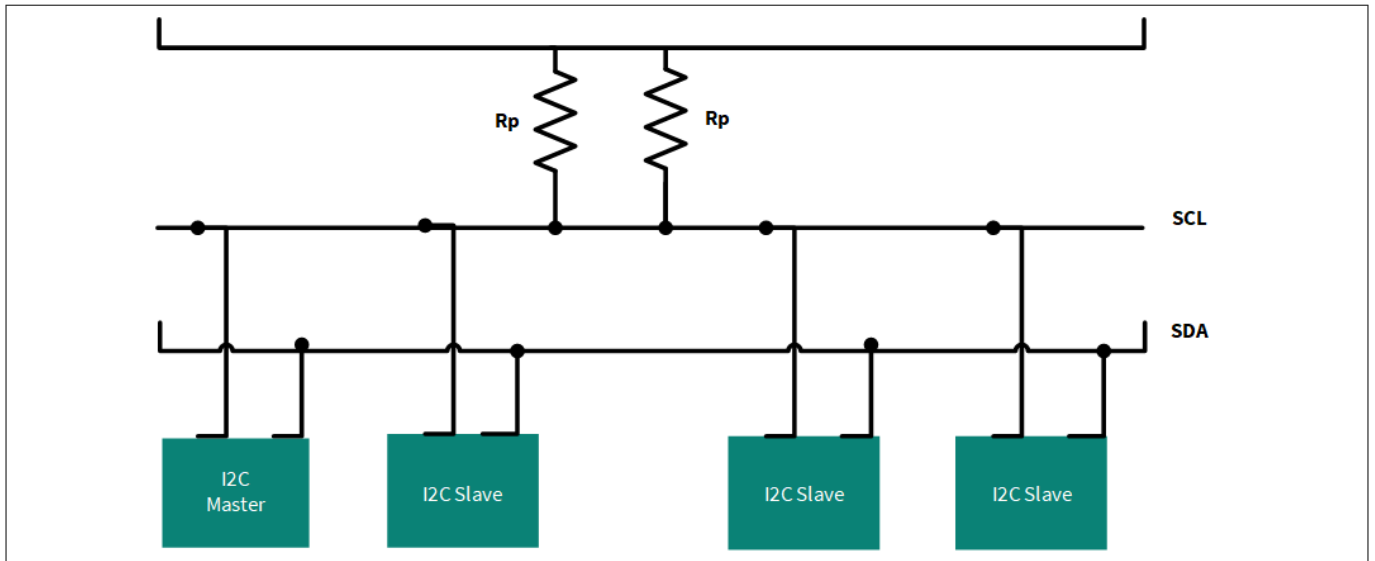 Rp
Rp
SCL
SDA
I2C
Master
I2C Slave
I2C Slave
I2C Slave